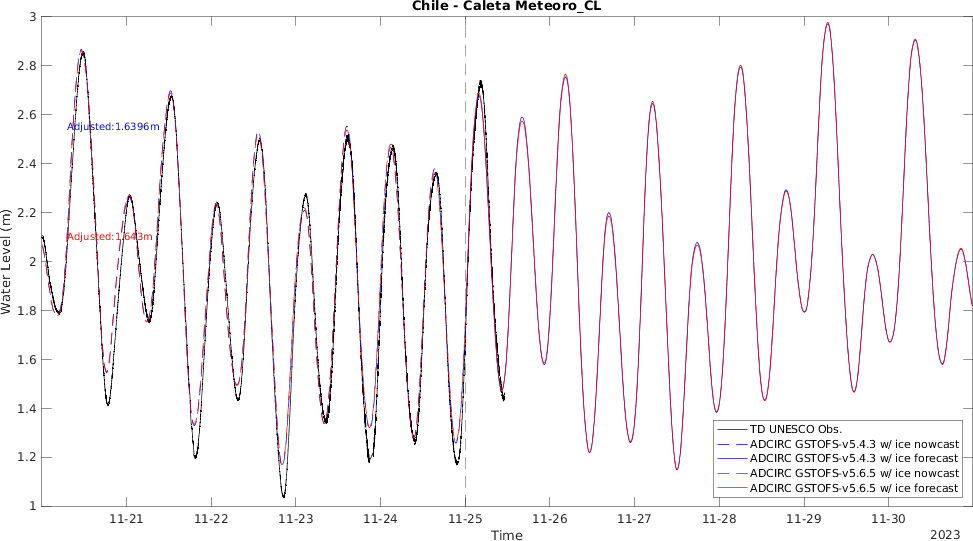 Chile - Caleta Meteoro_CL
3
2.8
2.6
2.4
2.2
2
1.8
1.6
1.4
1.2
1
Water Level (m)
Adjusted:1.6396m
Adjusted:1.643m
TD UNESCO Obs.
ADCIRC GSTOFS-v5.4.3 w/ ice nowcast
ADCIRC GSTOFS-v5.4.3 w/ ice forecast
ADCIRC GSTOFS-v5.6.5 w/ ice nowcast
ADCIRC GSTOFS-v5.6.5 w/ ice forecast
11-21 11-22 11-23 11-24 11-25 11-26 11-27 11-28 11-29 11-30
Time
2023